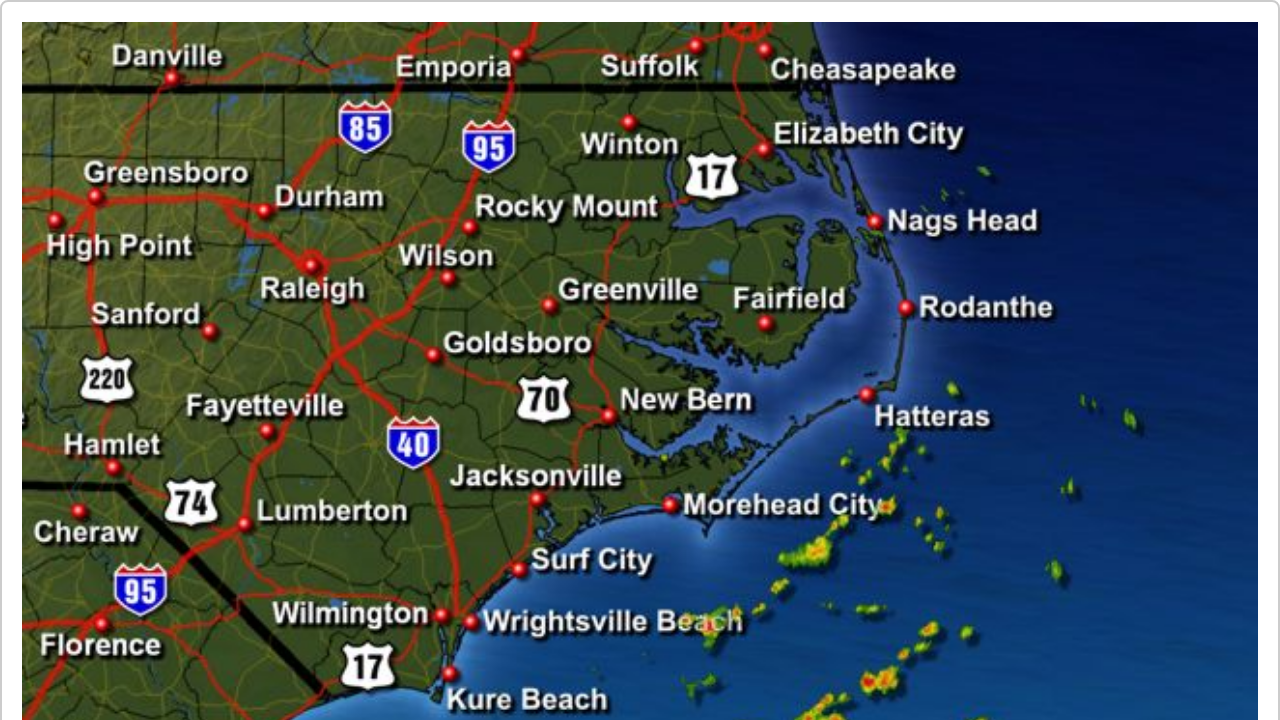 Danville
Emporia
Suffolk
Cheasapeake
85
95
Winton
Elizabeth City
17
Greensboro
Durham
Rocky Mount
Nags Head
High Point
Wilson
Raleigh
Greenville
Fairfield
Rodanthe
Sanford
Goldsboro
220
70
New Bern
Fayetteville
Hatteras
40
Hamlet
Jacksonville
74
Lumberton
Morehead City
Cheraw
Surf City
95
Wilmington
Wrightsville Beach
Florence
17
Kure Beach